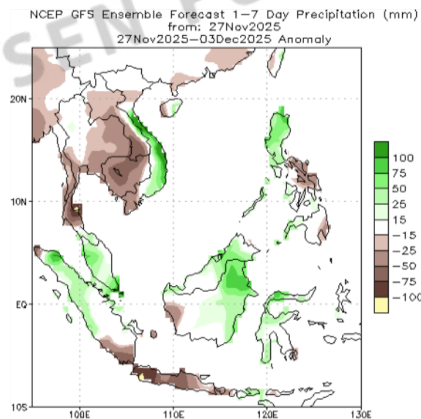 NCEP GFS Ensemble Forecast 1-7 Day Precipitation (mm)
from: 27Nov2025
27Nov2025-03Dec2025 Anomaly
20N
10N
EQ
10S
100E
110E
120E
130E
100
75
50
25
15
-15
-25
-50
-75
-100